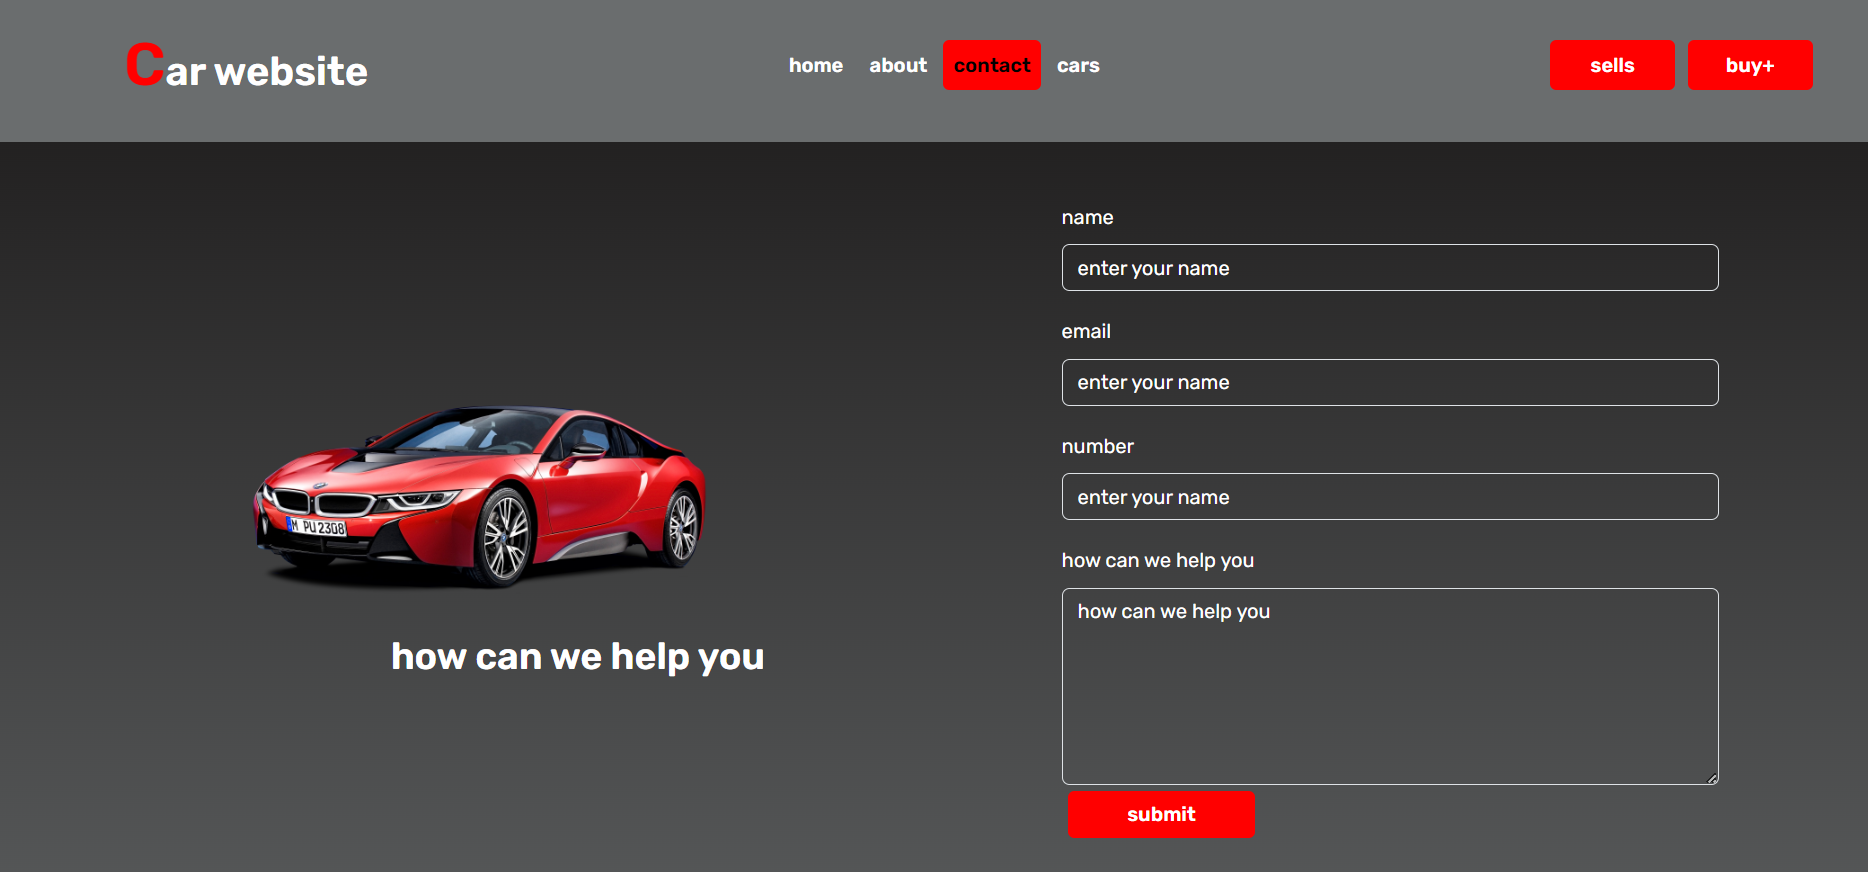 Car website
home about contact cars
sells buy+
name
enter your name
email
enter your name
number
enter your name
how can we help you
how can we help you
submit
M PU 2308
how can we help you